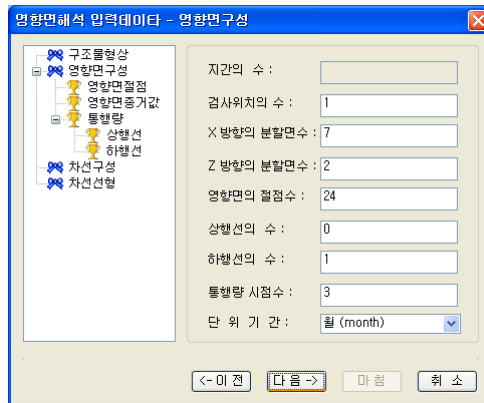 영향면해석 입력데이타 - 영향면구성
구조물형상
영향면구성
영향면절점
영향면종거값
통행량
상행선
하행선
차선구성
차선선형
지간의 수 :
검사위치의 수 : 1
X 방향의 분할면수 : 7
Z 방향의 분할면수 : 2
영향면의 절점수 : 24
상행선의 수 : 0
하행선의 수 : 1
통행량 시점수 : 3
단 위 기 간 : 월 (month)
<- 이 전 다 음 -> 마 침 취 소